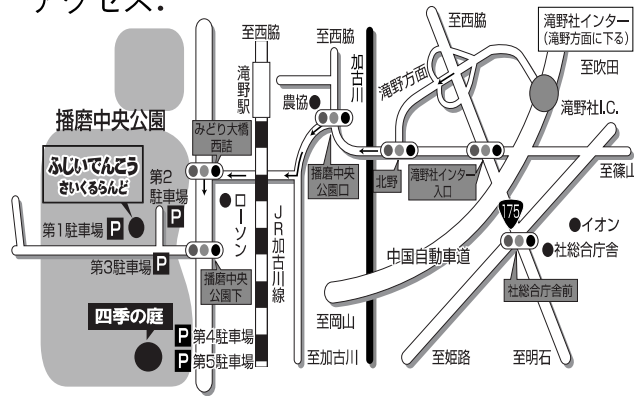 アクセス:
至西脇
至西脇
至西脇
滝野社インター
(滝野方面に下る)
至吹田
滝野駅
農協
加古川
滝野方面
滝野社I.C.
播磨中央公園
みどり大橋
西詰
ふじいでんこう
さいくるらんど
第2
駐車場
P
播磨中央
公園口
北野
滝野社インター
入口
至篠山
第1駐車場 P
ローソン
JR加古川線
175
イオン
社総合庁舎
第3駐車場 P
播磨中央
公園下
中国自動車道
社総合庁舎前
四季の庭
P 第4駐車場
P 第5駐車場
至岡山
至加古川
至姫路
至明石